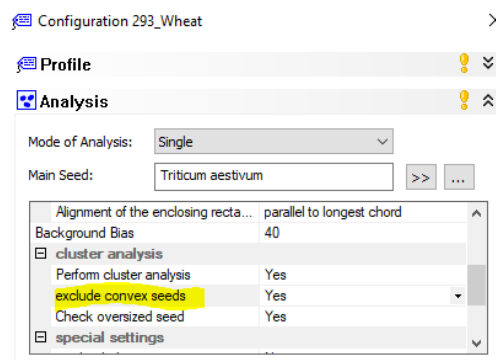 Configuration 293_Wheat
Profile
Analysis
Mode of Analysis: Single
Main Seed: Triticum aestivum >> ...
Alignment of the enclosing recta... parallel to longest chord
Background Bias 40
cluster analysis
Perform cluster analysis Yes
exclude convex seeds Yes
Check oversized seed Yes
special settings